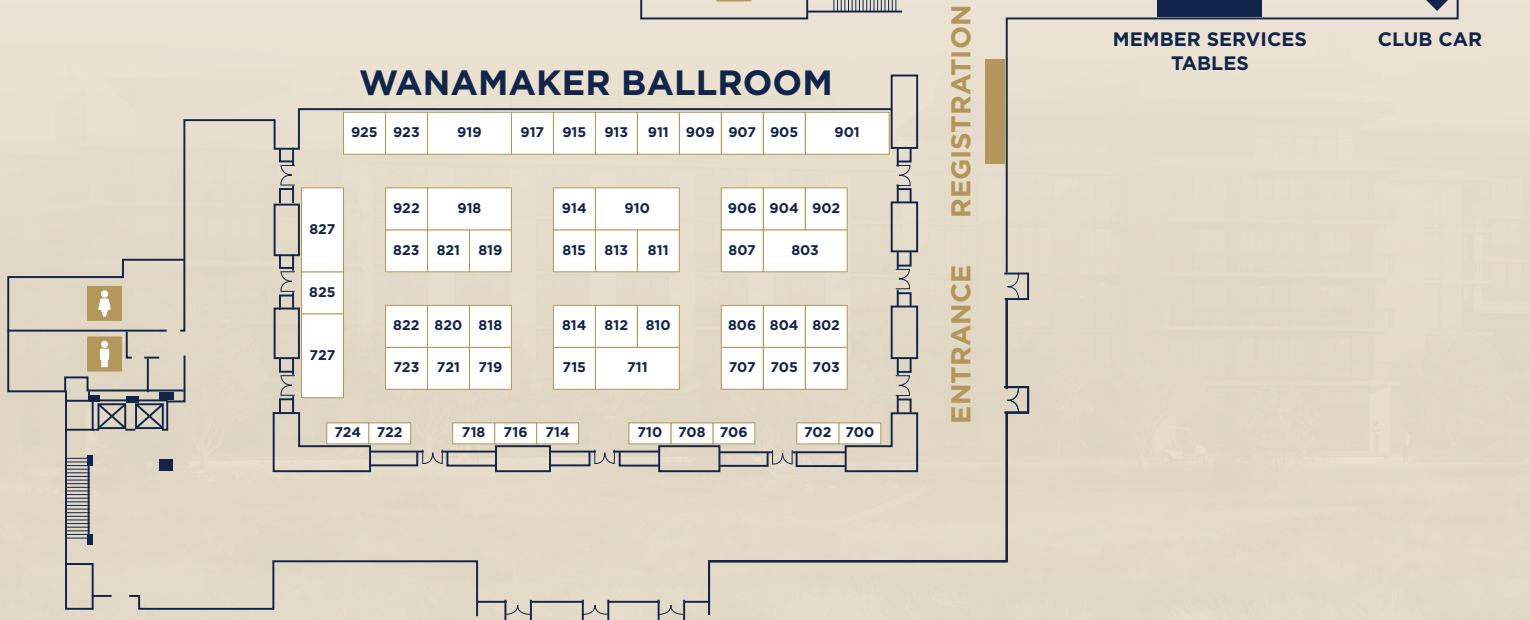 MEMBER SERVICES
TABLES
CLUB CAR
REGISTRATION
ENTRANCE
WANAMAKER BALLROOM
925 923 919 917 915 913 911 909 907 905 901
922 918 914 910 906 904 902
827
823 821 819 815 813 811 807 803
825
822 820 818 814 812 810 806 804 802
727
723 721 719 715 711 707 705 703
724 722 718 716 714 710 708 706 702 700